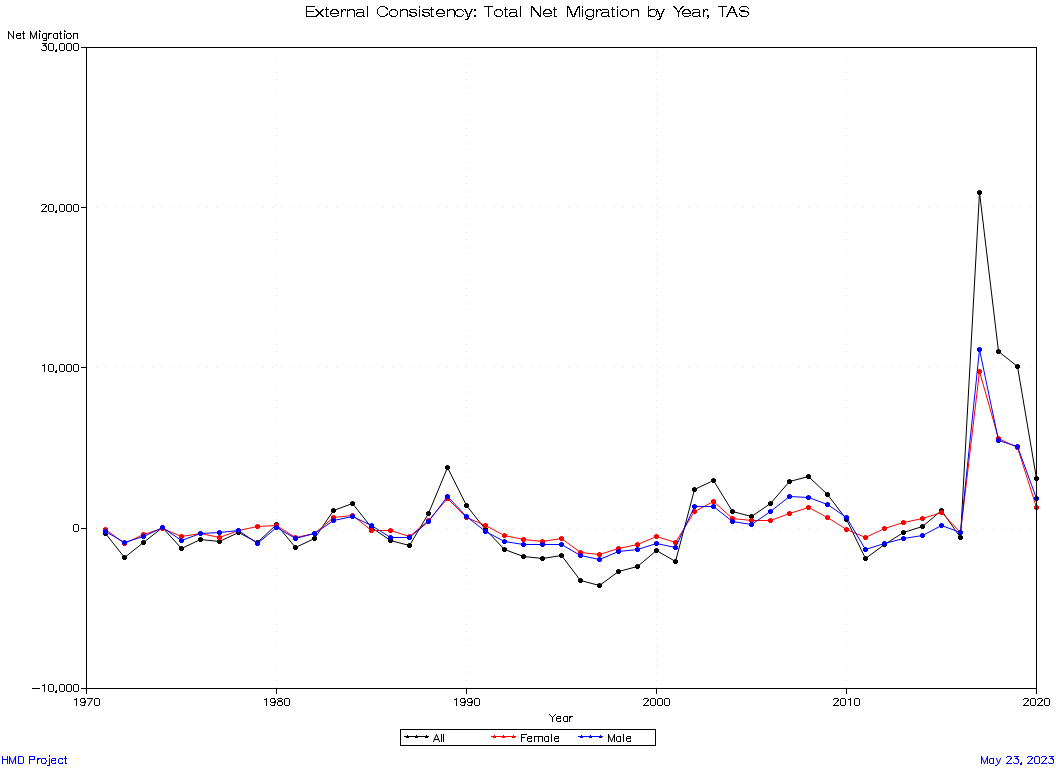 External Consistency: Total Net Migration by Year, TAS
Net Migration
30,000
20,000
10,000
0
−10,000
1970 1980 1990 2000 2010 2020
Year
All Female Male
HMD Project May 23, 2023